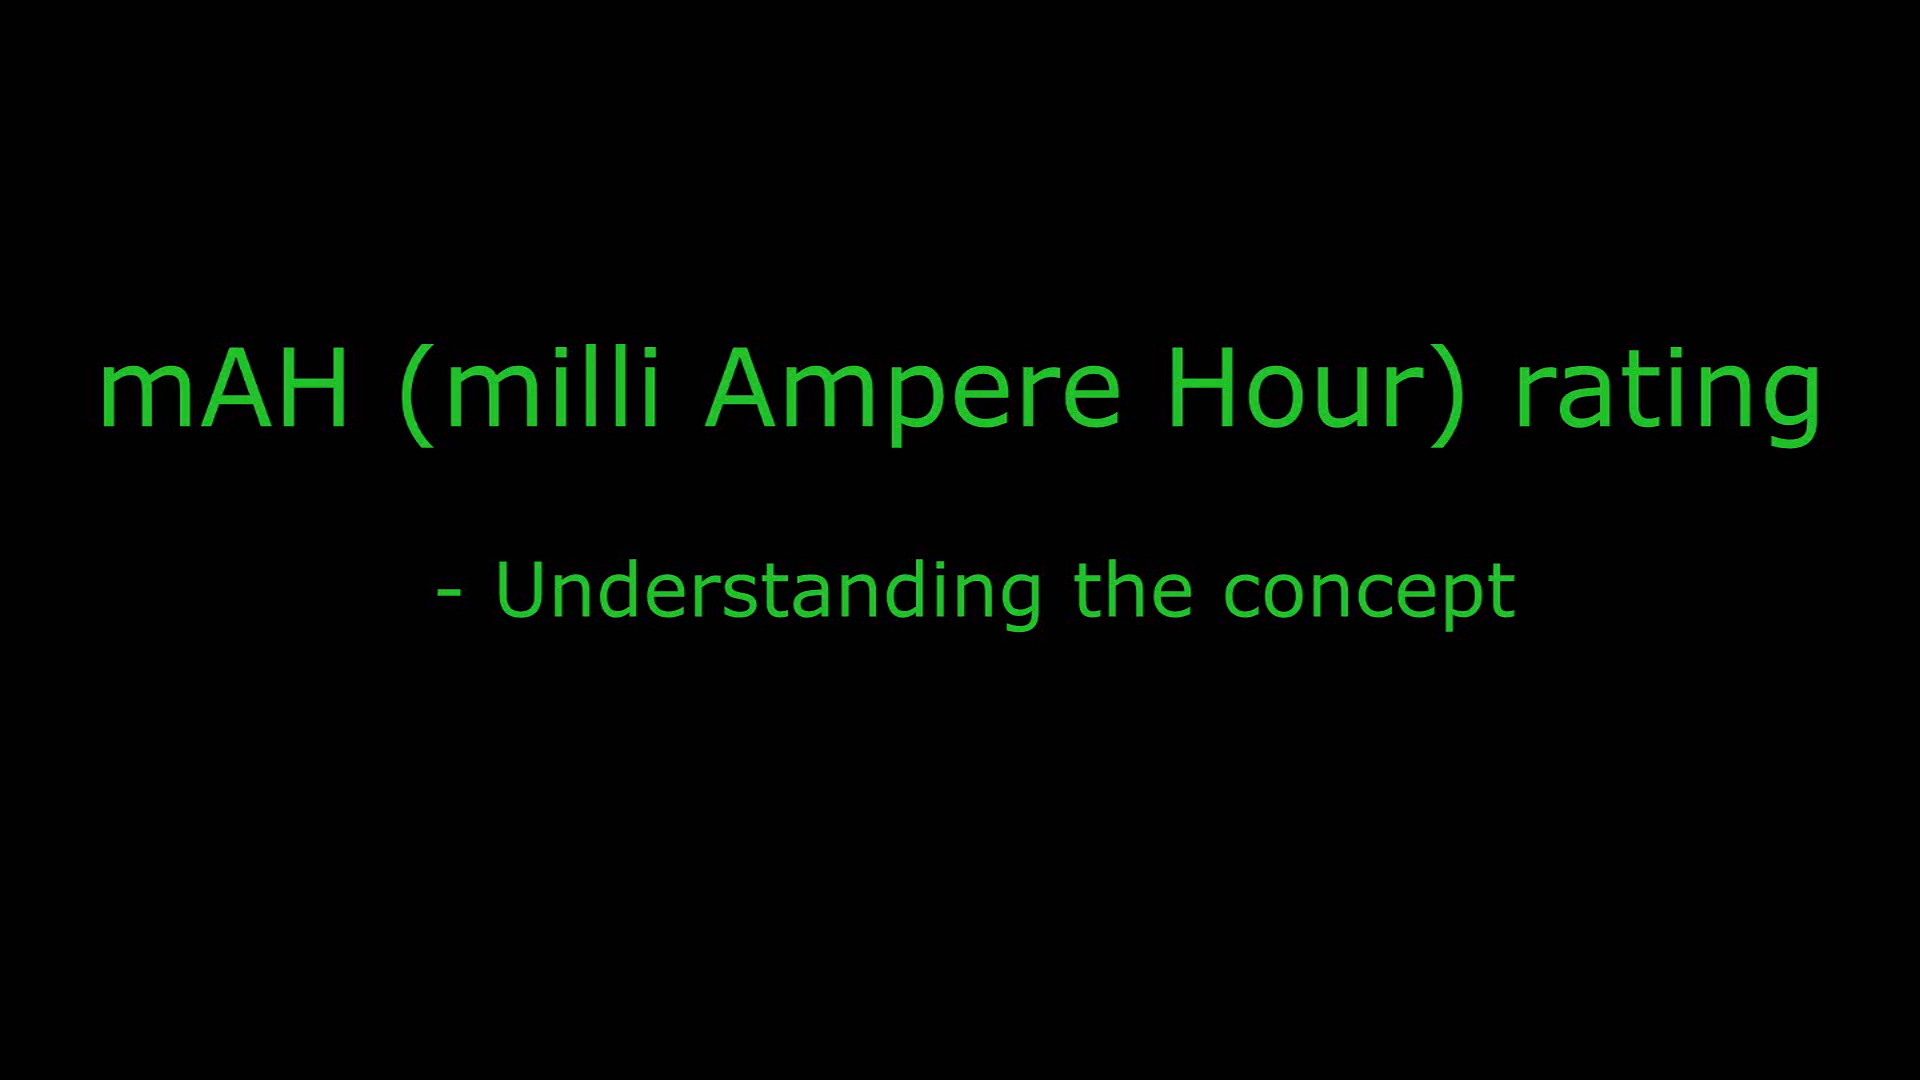 mAH (milli Ampere Hour) rating
- Understanding the concept